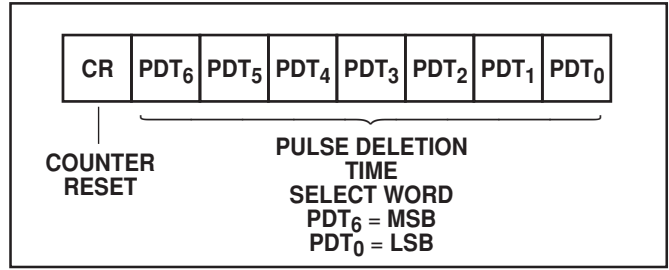 CR PDT6 PDT5 PDT4 PDT3 PDT2 PDT1 PDT0
COUNTER
RESET
PULSE DELETION
TIME
SELECT WORD
PDT6 = MSB
PDT0 = LSB